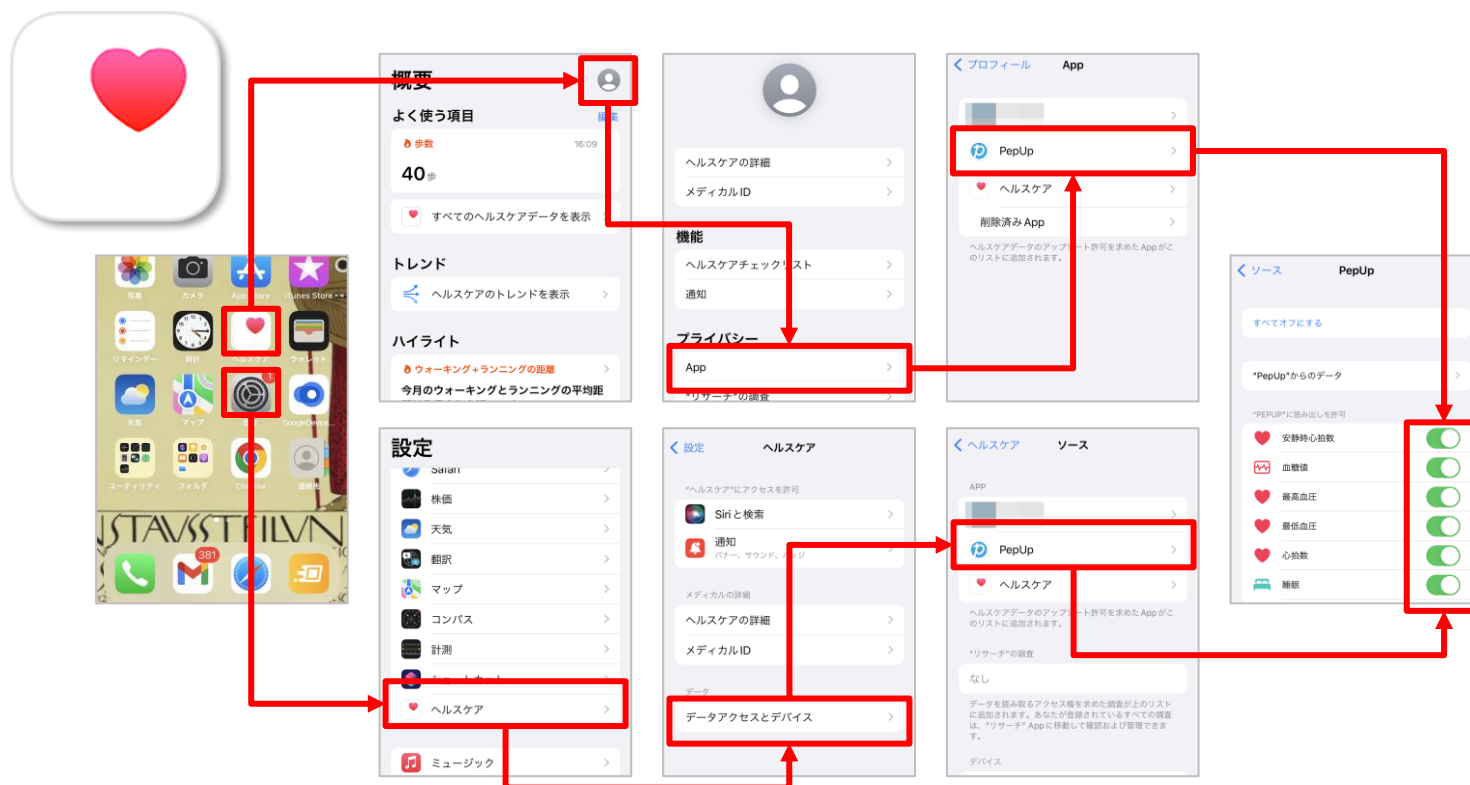 写真
カメラ
App Store
iTunes Store
リマインダー
時計
ヘルスケア
ウォレット
天気
マップ
設定
1
ユーティリティ
フォルダ
Chrome
連絡先
381
概要
よく使う項目
編集
歩数
16:09
40歩
すべてのヘルスケアデータを表示
トレンド
ヘルスケアのトレンドを表示
ハイライト
ウォーキング+ランニングの距離
今月のウォーキングとランニングの平均距
ヘルスケアの詳細
メディカルID
機能
ヘルスケアチェックリスト
通知
プライバシー
App
"リサーチ"の調査
プロフィール
App
PepUp
ヘルスケア
削除済み App
ヘルスケアデータのアップデート許可を求めた App がこ
のリストに追加されます。
設定
Safari
株価
天気
翻訳
マップ
コンパス
計測
ショートカット
ヘルスケア
ミュージック
設定
ヘルスケア
"ヘルスケア"にアクセスを許可
Siri と検索
通知
バナー、サウンド、バッジ
メディカルの詳細
ヘルスケアの詳細
メディカルID
データ
データアクセスとデバイス
ヘルスケア
ソース
APP
PepUp
ヘルスケア
ヘルスケアデータのアップデート許可を求めた App がこ
のリストに追加されます。
"リサーチ"の調査
なし
データを読み取るアクセス権を求めた調査が上のリスト
に追加されます。あなたが登録されているすべての調査
は、"リサーチ" App に移動して確認および管理できま
す。
デバイス
ソース
PepUp
すべてオフにする
"PepUp"からのデータ
"PEPUP"に読み出しを許可
安静時心拍数
血糖値
最高血圧
最低血圧
心拍数
睡眠